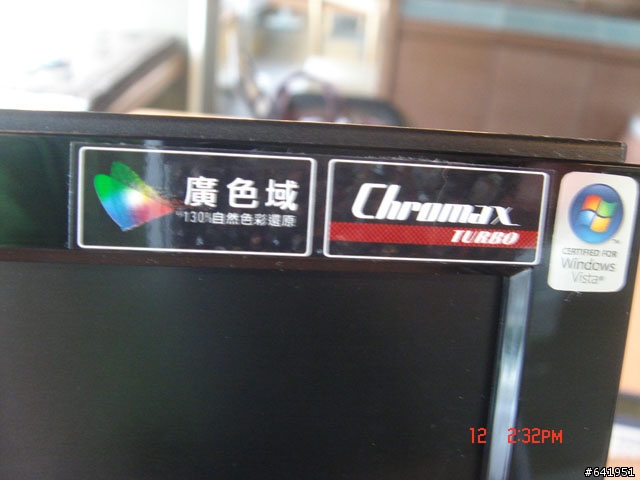 廣色域
130%自然色彩還原
Chromax
TURBO
CERTIFIED FOR
Windows
Vista®
12 2:32PM
#641951